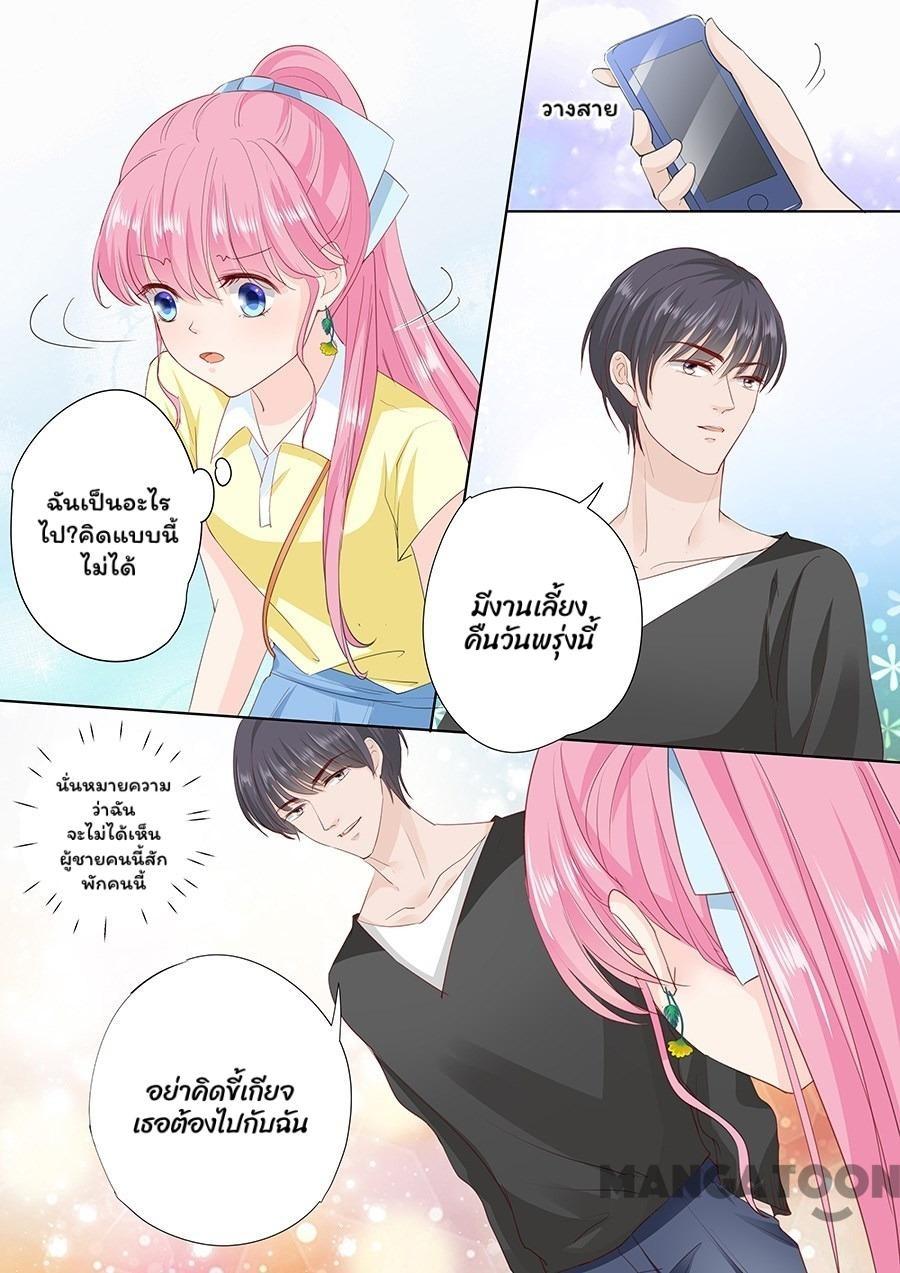 วางสาย
ฉันเป็นอะไร
ไป?คิดแบบนี้
ไม่ได้
มีงานเลี้ยง
คืนวันพรุ่งนี้
นั่นหมายความ
ว่าฉัน
จะไม่ได้เห็น
ผู้ชายคนนี้สัก
พักคนนี้
อย่าคิดขี้เกียจ
เธอต้องไปกับฉัน
MANGATOON